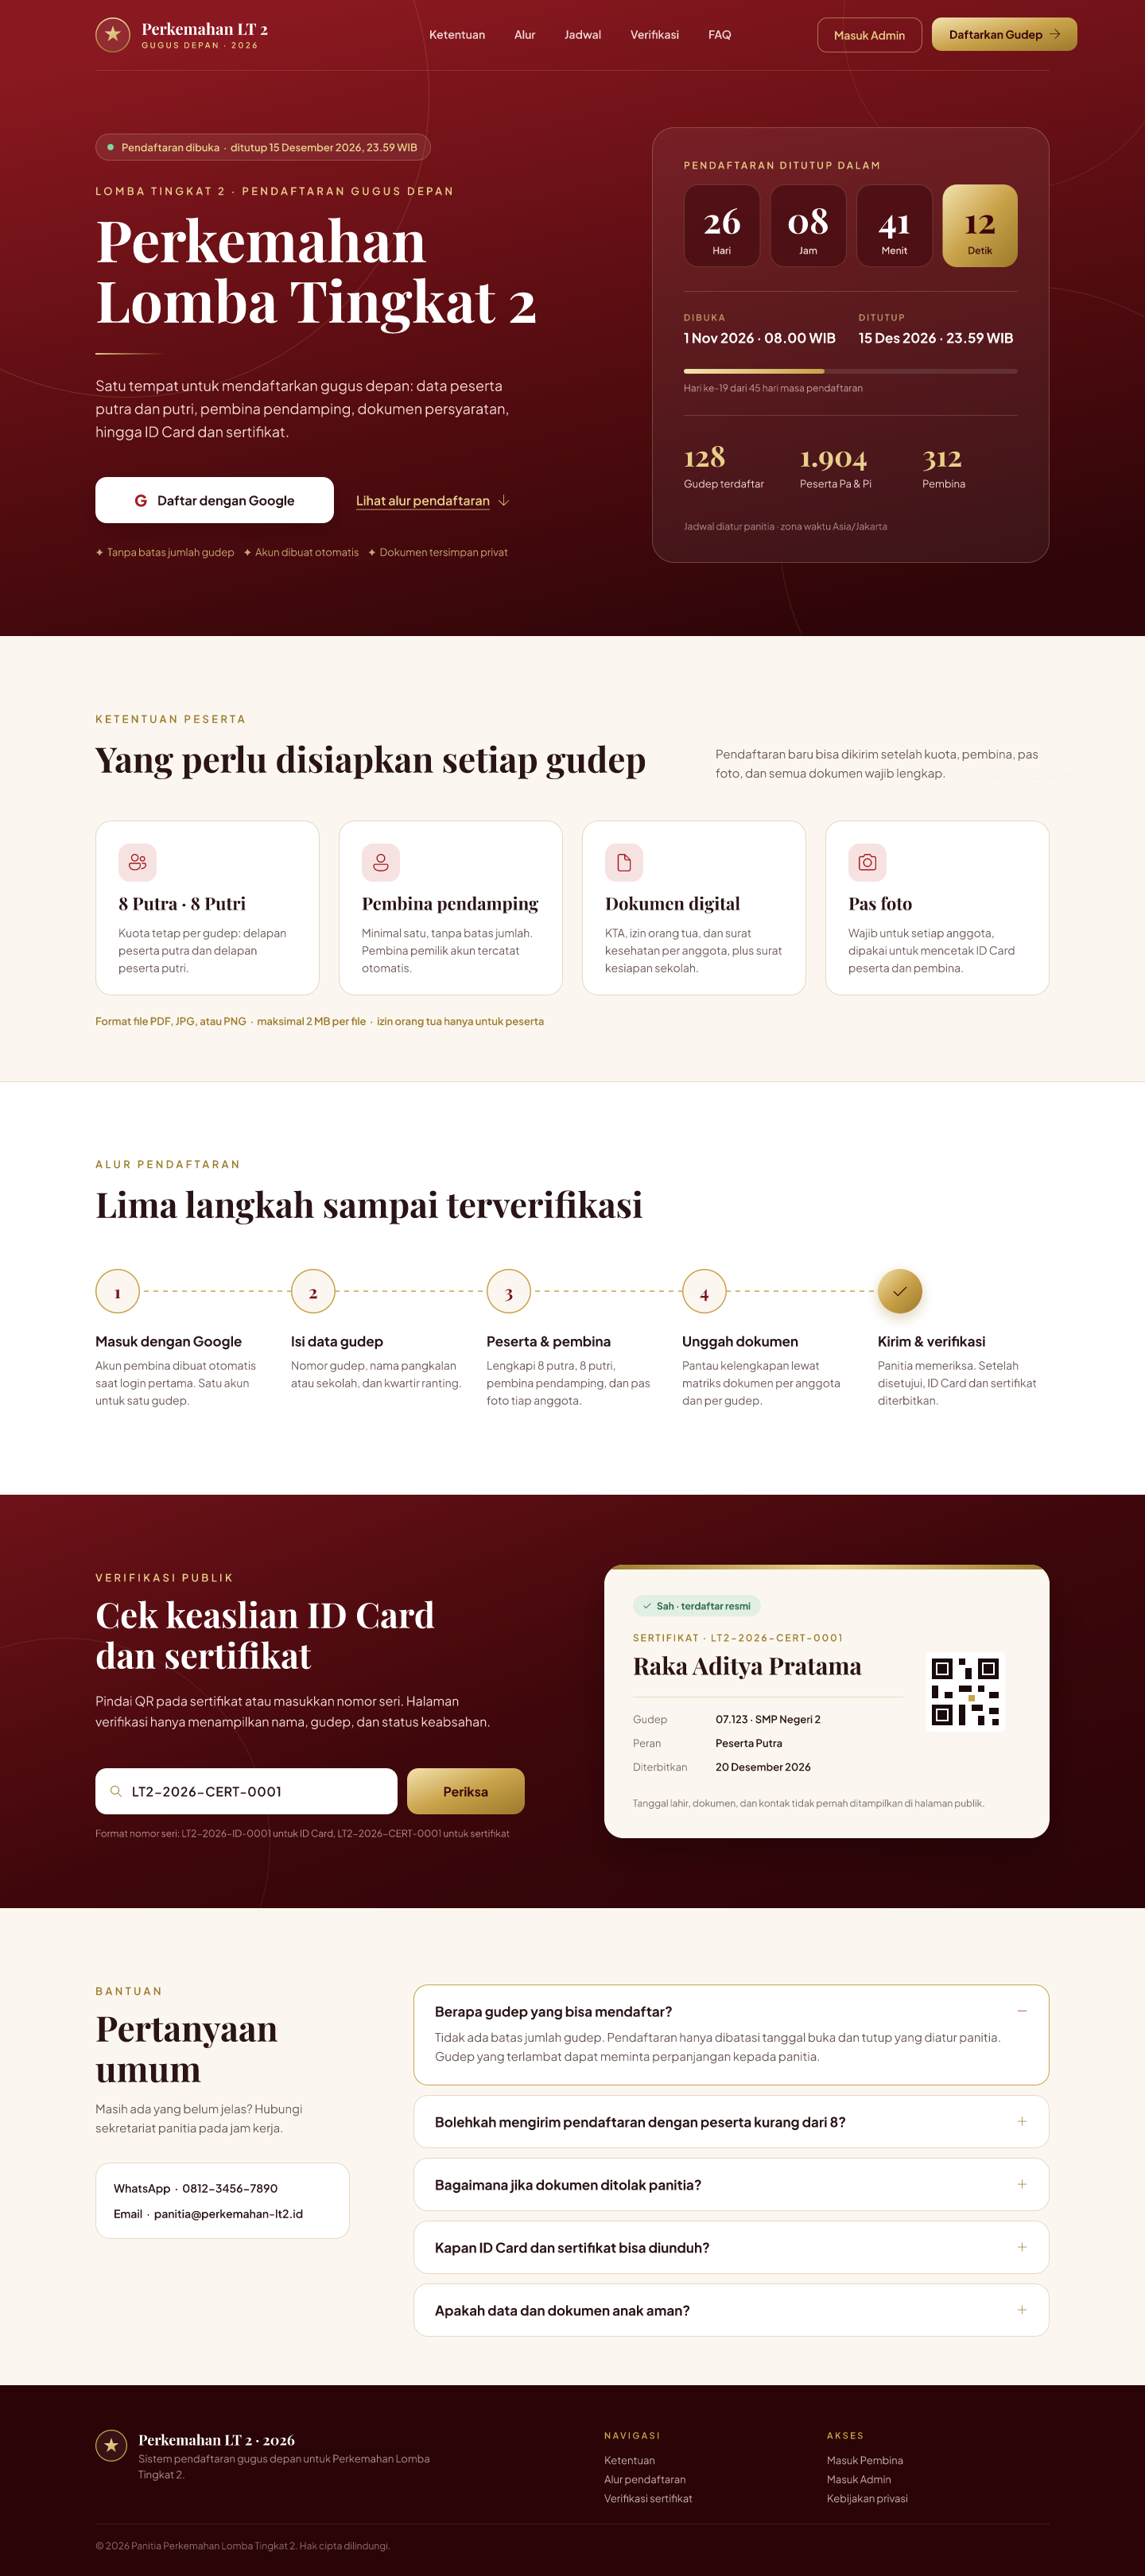 Perkemahan LT 2
GUGUS DEPAN · 2026
Ketentuan
Alur
Jadwal
Verifikasi
FAQ
Masuk Admin
Daftarkan Gudep
Pendaftaran dibuka · ditutup 15 Desember 2026, 23.59 WIB
LOMBA TINGKAT 2 · PENDAFTARAN GUGUS DEPAN
Perkemahan
Lomba Tingkat 2
Satu tempat untuk mendaftarkan gugus depan: data peserta
putra dan putri, pembina pendamping, dokumen persyaratan,
hingga ID Card dan sertifikat.
G Daftar dengan Google
Lihat alur pendaftaran
Tanpa batas jumlah gudep
Akun dibuat otomatis
Dokumen tersimpan privat
PENDAFTARAN DITUTUP DALAM
26
Hari
08
Jam
41
Menit
12
Detik
DIBUKA
1 Nov 2026 · 08.00 WIB
DITUTUP
15 Des 2026 · 23.59 WIB
Hari ke-19 dari 45 hari masa pendaftaran
128
Gudep terdaftar
1.904
Peserta Pa & Pi
312
Pembina
Jadwal diatur panitia · zona waktu Asia/Jakarta
KETENTUAN PESERTA
Yang perlu disiapkan setiap gudep
Pendaftaran baru bisa dikirim setelah kuota, pembina, pas
foto, dan semua dokumen wajib lengkap.
8 Putra · 8 Putri
Kuota tetap per gudep: delapan
peserta putra dan delapan
peserta putri.
Pembina pendamping
Minimal satu, tanpa batas jumlah.
Pembina pemilik akun tercatat
otomatis.
Dokumen digital
KTA, izin orang tua, dan surat
kesehatan per anggota, plus surat
kesiapan sekolah.
Pas foto
Wajib untuk setiap anggota,
dipakai untuk mencetak ID Card
peserta dan pembina.
Format file PDF, JPG, atau PNG · maksimal 2 MB per file · izin orang tua hanya untuk peserta
ALUR PENDAFTARAN
Lima langkah sampai terverifikasi
1
Masuk dengan Google
Akun pembina dibuat otomatis
saat login pertama. Satu akun
untuk satu gudep.
2
Isi data gudep
Nomor gudep, nama pangkalan
atau sekolah, dan kwartir ranting.
3
Peserta & pembina
Lengkapi 8 putra, 8 putri,
pembina pendamping, dan pas
foto tiap anggota.
4
Unggah dokumen
Pantau kelengkapan lewat
matriks dokumen per anggota
dan per gudep.
Kirim & verifikasi
Panitia memeriksa. Setelah
disetujui, ID Card dan sertifikat
diterbitkan.
VERIFIKASI PUBLIK
Cek keaslian ID Card
dan sertifikat
Pindai QR pada sertifikat atau masukkan nomor seri. Halaman
verifikasi hanya menampilkan nama, gudep, dan status keabsahan.
LT2-2026-CERT-0001
Periksa
Format nomor seri: LT2-2026-ID-0001 untuk ID Card, LT2-2026-CERT-0001 untuk sertifikat
Sah · terdaftar resmi
SERTIFIKAT · LT2-2026-CERT-0001
Raka Aditya Pratama
Gudep 07.123 · SMP Negeri 2
Peran Peserta Putra
Diterbitkan 20 Desember 2026
Tanggal lahir, dokumen, dan kontak tidak pernah ditampilkan di halaman publik.
BANTUAN
Pertanyaan
umum
Masih ada yang belum jelas? Hubungi
sekretariat panitia pada jam kerja.
WhatsApp · 0812-3456-7890
Email · panitia@perkemahan-lt2.id
Berapa gudep yang bisa mendaftar?
Tidak ada batas jumlah gudep. Pendaftaran hanya dibatasi tanggal buka dan tutup yang diatur panitia.
Gudep yang terlambat dapat meminta perpanjangan kepada panitia.
Bolehkah mengirim pendaftaran dengan peserta kurang dari 8?
Bagaimana jika dokumen ditolak panitia?
Kapan ID Card dan sertifikat bisa diunduh?
Apakah data dan dokumen anak aman?
Perkemahan LT 2 · 2026
Sistem pendaftaran gugus depan untuk Perkemahan Lomba
Tingkat 2.
NAVIGASI
Ketentuan
Alur pendaftaran
Verifikasi sertifikat
AKSES
Masuk Pembina
Masuk Admin
Kebijakan privasi
© 2026 Panitia Perkemahan Lomba Tingkat 2. Hak cipta dilindungi.